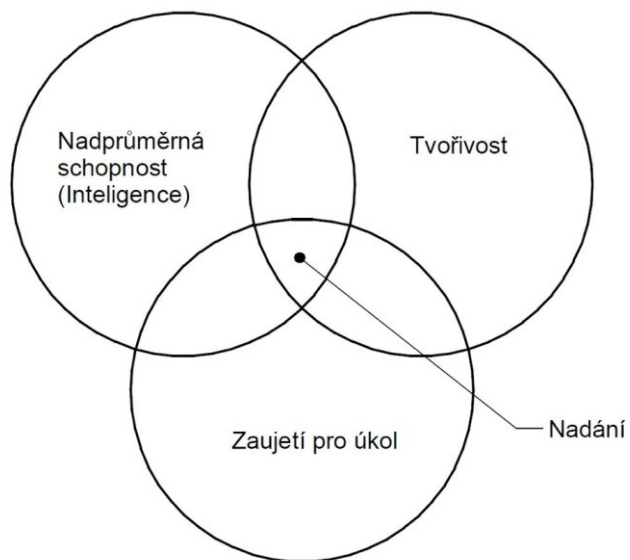 Nadprůměrná
schopnost
(Inteligence)
Tvořivost
Zaujetí pro úkol
Nadání